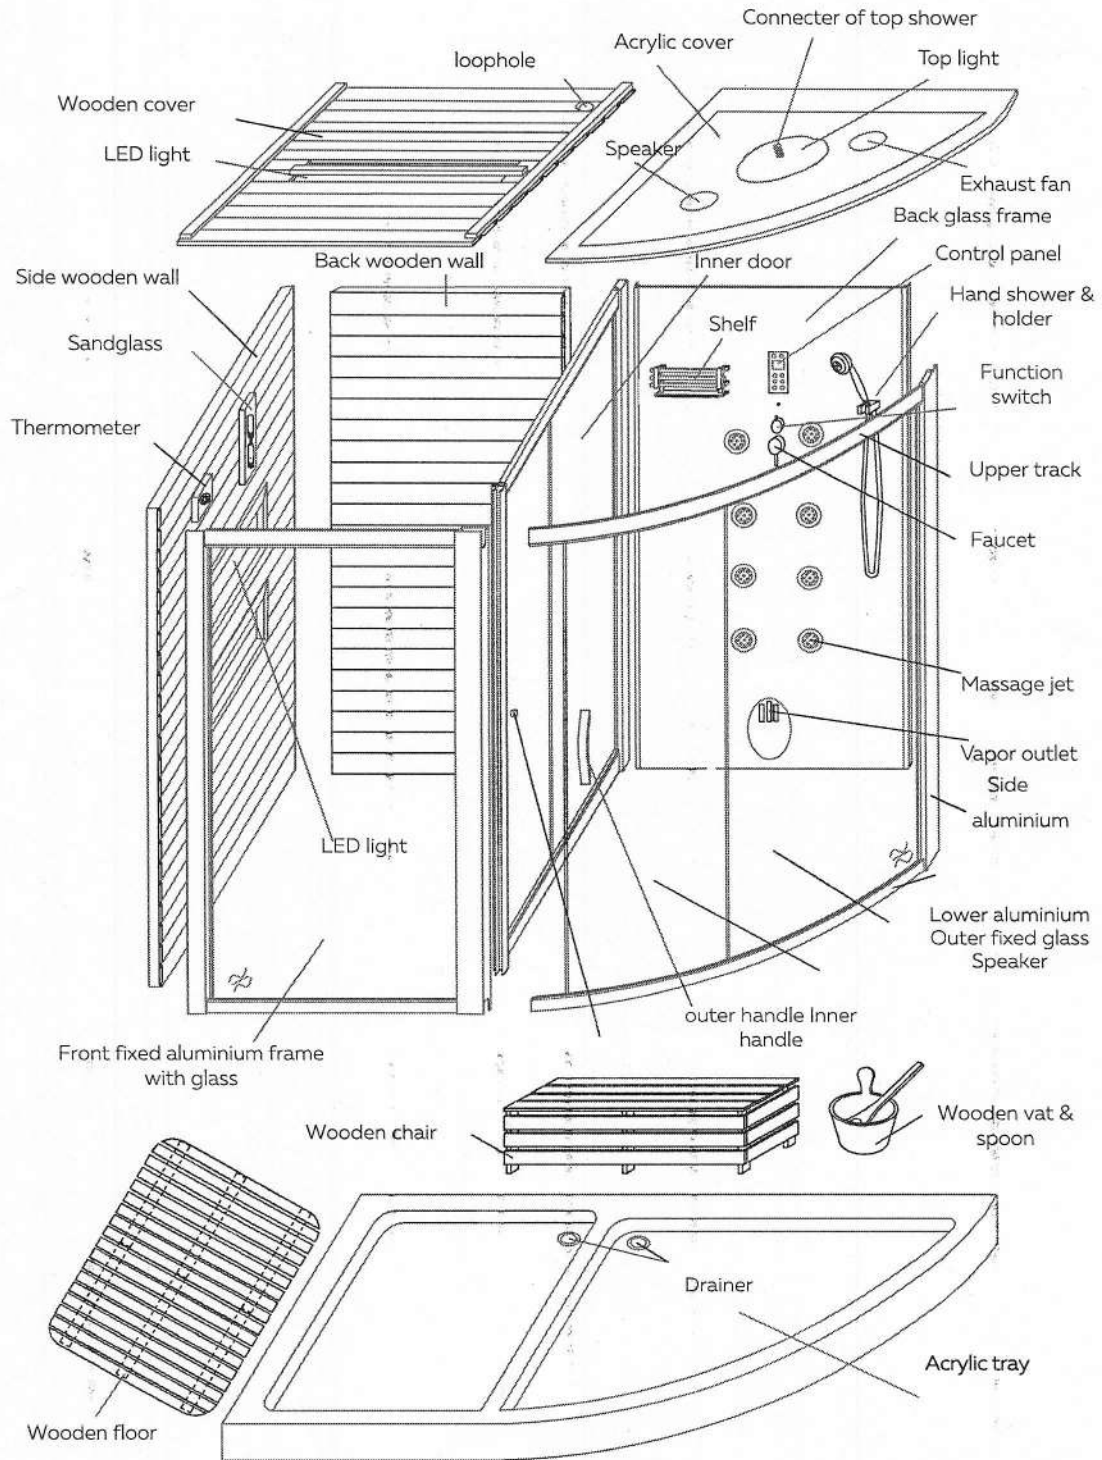 Connecter of top shower
Acrylic cover
loophole
Top light
Wooden cover
LED light
Speaker
Exhaust fan
Back glass frame
Back wooden wall
Inner door
Control panel
Side wooden wall
Hand shower &
holder
Shelf
Sandglass
Function
switch
Thermometer
Upper track
Faucet
Massage jet
Vapor outlet
Side
aluminium
LED light
Lower aluminium
Outer fixed glass
Speaker
outer handle Inner
handle
Front fixed aluminium frame
with glass
Wooden chair
Wooden vat &
spoon
Drainer
Acrylic tray
Wooden floor